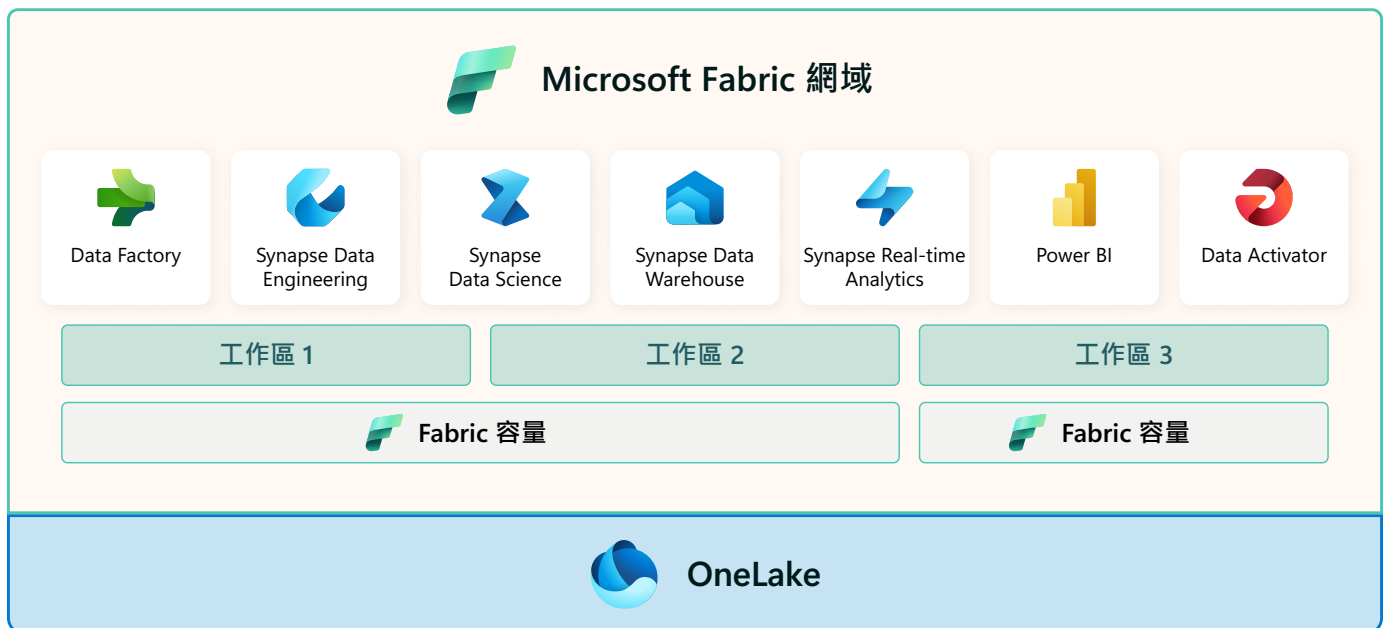 Microsoft Fabric 網域
Data Factory
Synapse Data
Engineering
Synapse
Data Science
Synapse Data
Warehouse
Synapse Real-time
Analytics
Power BI
Data Activator
工作區 1
工作區 2
工作區 3
Fabric 容量
Fabric 容量
OneLake